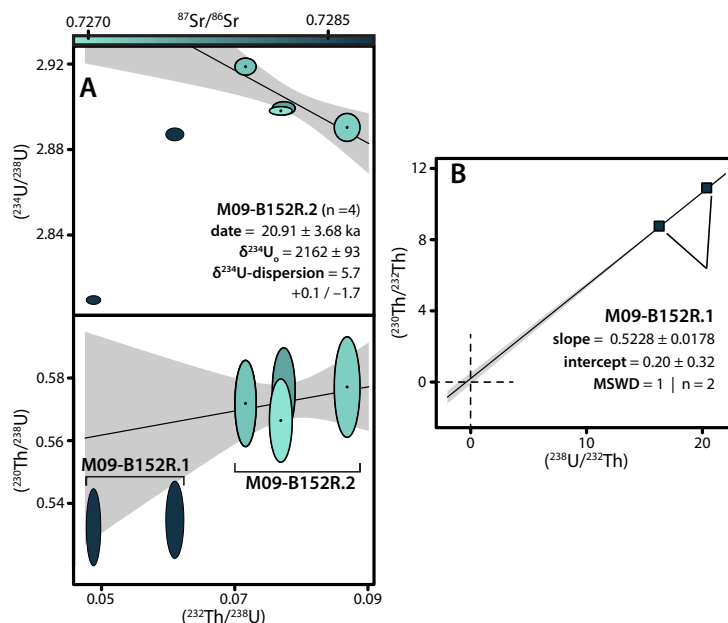 0.7270 ⁸⁷Sr/⁸⁶Sr 0.7285
A
2.92
2.88
2.84
(²³⁴U/²³⁸U)
M09-B152R.2 (n =4)
date = 20.91 ± 3.68 ka
δ²³⁴Uₒ = 2162 ± 93
δ²³⁴U-dispersion = 5.7
+0.1 / −1.7
0.58
0.56
0.54
(²³⁰Th/²³⁸U)
M09-B152R.1
M09-B152R.2
0.05 0.07 0.09
(²³²Th/²³⁸U)
B
12
8
4
0
(²³⁰Th/²³²Th)
M09-B152R.1
slope = 0.5228 ± 0.0178
intercept = 0.20 ± 0.32
MSWD = 1 | n = 2
0 10 20
(²³⁸U/²³²Th)